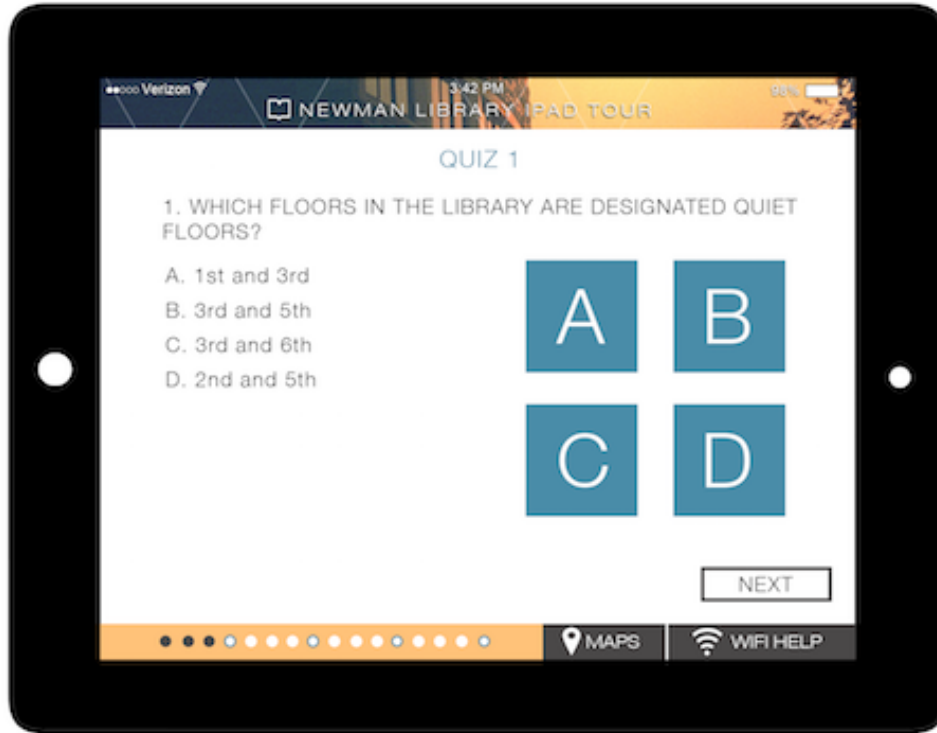 Verizon 3:42 PM 98%
NEWMAN LIBRARY IPAD TOUR
QUIZ 1
1. WHICH FLOORS IN THE LIBRARY ARE DESIGNATED QUIET
FLOORS?
A. 1st and 3rd
B. 3rd and 5th
C. 3rd and 6th
D. 2nd and 5th
A B
C D
NEXT
MAPS WIFI HELP